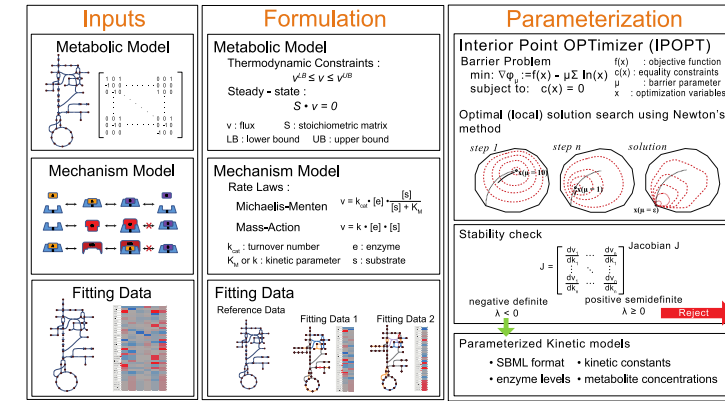 Inputs
Metabolic Model
Mechanism Model
Fitting Data
Formulation
Metabolic Model
Thermodynamic Constraints :
v^LB ≤ v ≤ v^UB
Steady - state :
S • v = 0
v : flux S : stoichiometric matrix
LB : lower bound UB : upper bound
Mechanism Model
Rate Laws :
Michaelis-Menten v = k_cat • [e] • [s] / [s] + K_M
Mass-Action v = k • [e] • [s]
k_cat : turnover number e : enzyme
K_M or k : kinetic parameter s : substrate
Fitting Data
Reference Data
Fitting Data 1 Fitting Data 2
Parameterization
Interior Point OPTimizer (IPOPT)
Barrier Problem
min: ∇φ_μ :=f(x) - μΣ ln(x)
subject to: c(x) = 0
f(x) : objective function
c(x) : equality constraints
μ : barrier parameter
x : optimization variables
Optimal (local) solution search using Newton's
method
step 1 step n solution
x(μ = 10)
x(μ = 1)
x(μ = ε)
Stability check
Jacobian J
J =
negative definite positive semidefinite
λ < 0 λ ≥ 0 Reject
Parameterized Kinetic models
• SBML format • kinetic constants
• enzyme levels • metabolite concentrations